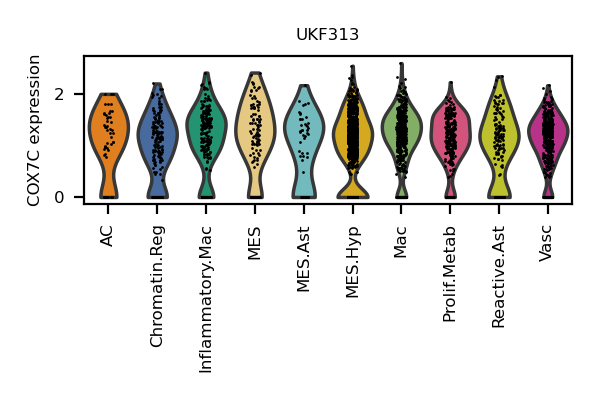 UKF313
COX7C expression
2
0
AC
Chromatin.Reg
Inflammatory.Mac
MES
MES.Ast
MES.Hyp
Mac
Prolif.Metab
Reactive.Ast
Vasc